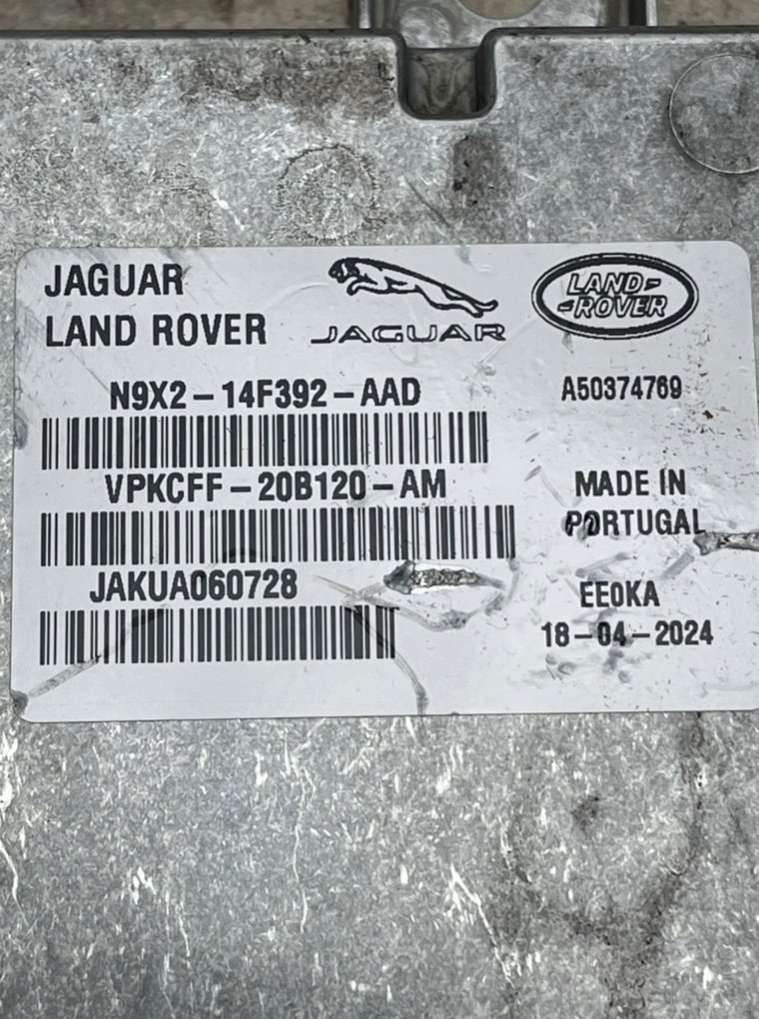 JAGUAR
LAND ROVER
JAGUAR
LAND-
-ROVER
N9X2-14F392-AAD
A50374769
VPKCFF-20B120-AM
MADE IN
PORTUGAL
JAKUA060728
EE0KA
18-04-2024